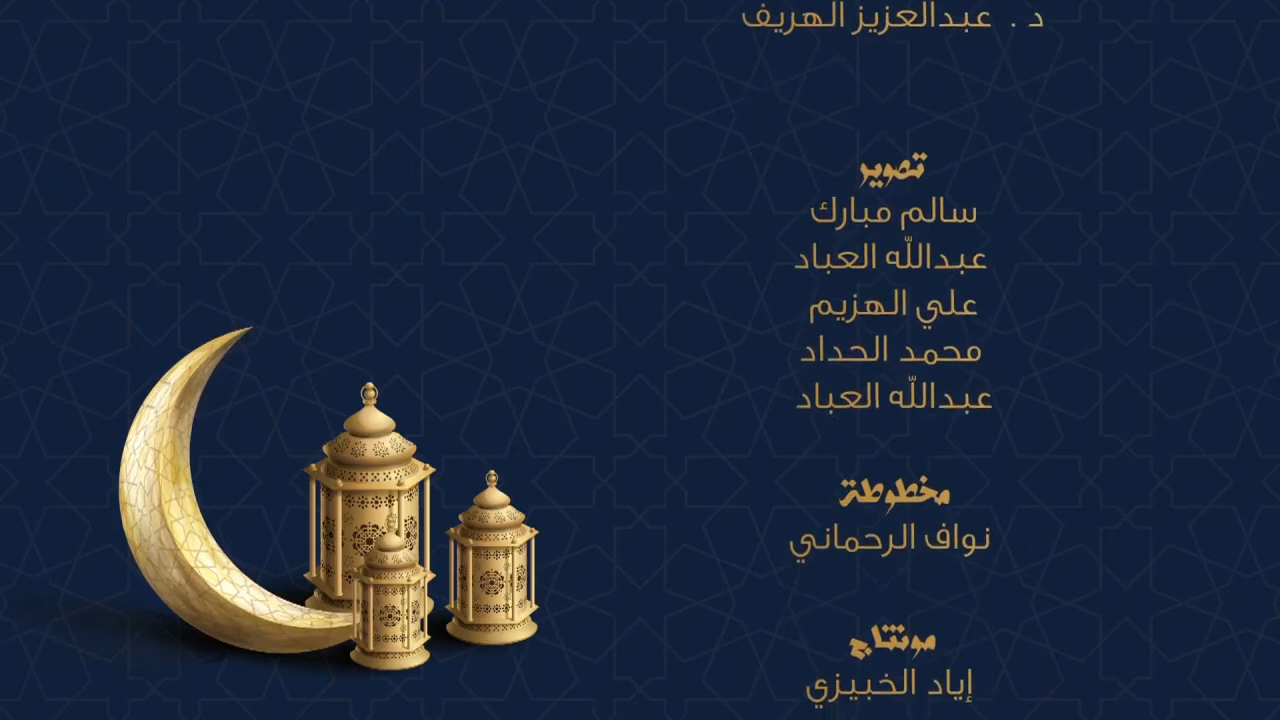 د . عبدالعزيز الهريف
تصوير
سالم مبارك
عبدالله العباد
علي الهزيم
محمد الحداد
عبدالله العباد
مخطوطة
نواف الرحماني
مونتاج
إياد الخبيزي